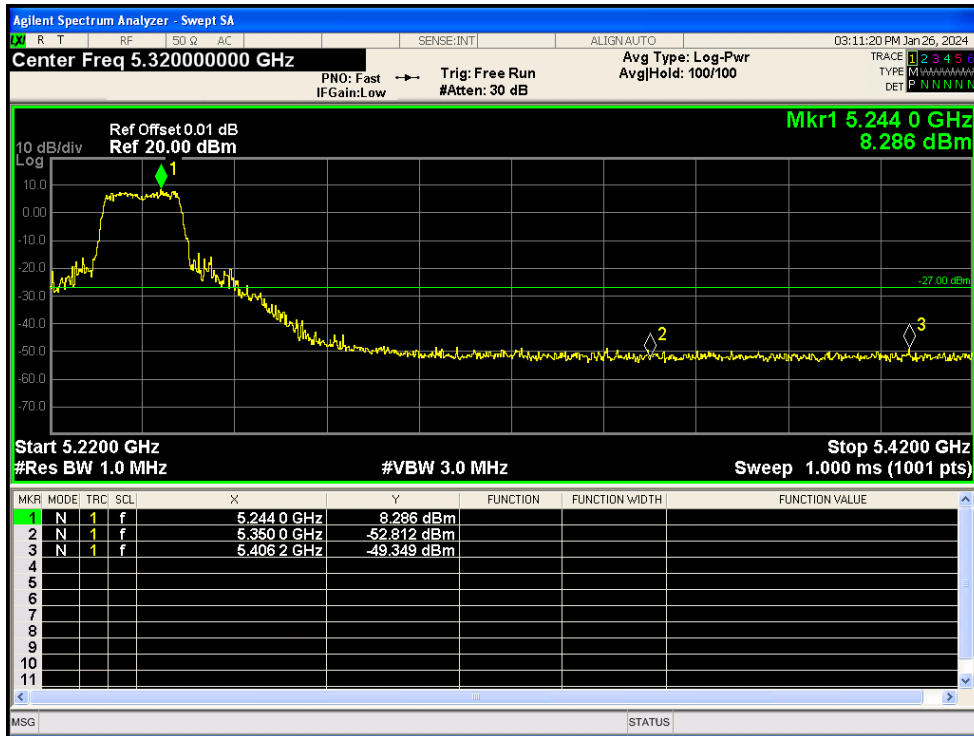 Agilent Spectrum Analyzer - Swept SA
LXI R T RF 50 Ω AC SENSE:INT ALIGN AUTO 03:11:20 PM Jan 26, 2024
Center Freq 5.320000000 GHz
PNO: Fast
IFGain:Low
Trig: Free Run
#Atten: 30 dB
Avg Type: Log-Pwr
Avg|Hold: 100/100
TRACE 1 2 3 4 5 6
TYPE M
DET P N N N N N
Mkr1 5.244 0 GHz
8.286 dBm
Ref Offset 0.01 dB
10 dB/div Ref 20.00 dBm
Log
10.0
0.00
-10.0
-20.0
-30.0
-40.0
-50.0
-60.0
-70.0
1
-27.00 dBm
2
3
Start 5.2200 GHz Stop 5.4200 GHz
#Res BW 1.0 MHz #VBW 3.0 MHz Sweep 1.000 ms (1001 pts)
MKR MODE TRC SCL X Y FUNCTION FUNCTION WIDTH FUNCTION VALUE
1 N 1 f 5.244 0 GHz 8.286 dBm
2 N 1 f 5.350 0 GHz -52.812 dBm
3 N 1 f 5.406 2 GHz -49.349 dBm
4
5
6
7
8
9
10
11
MSG STATUS